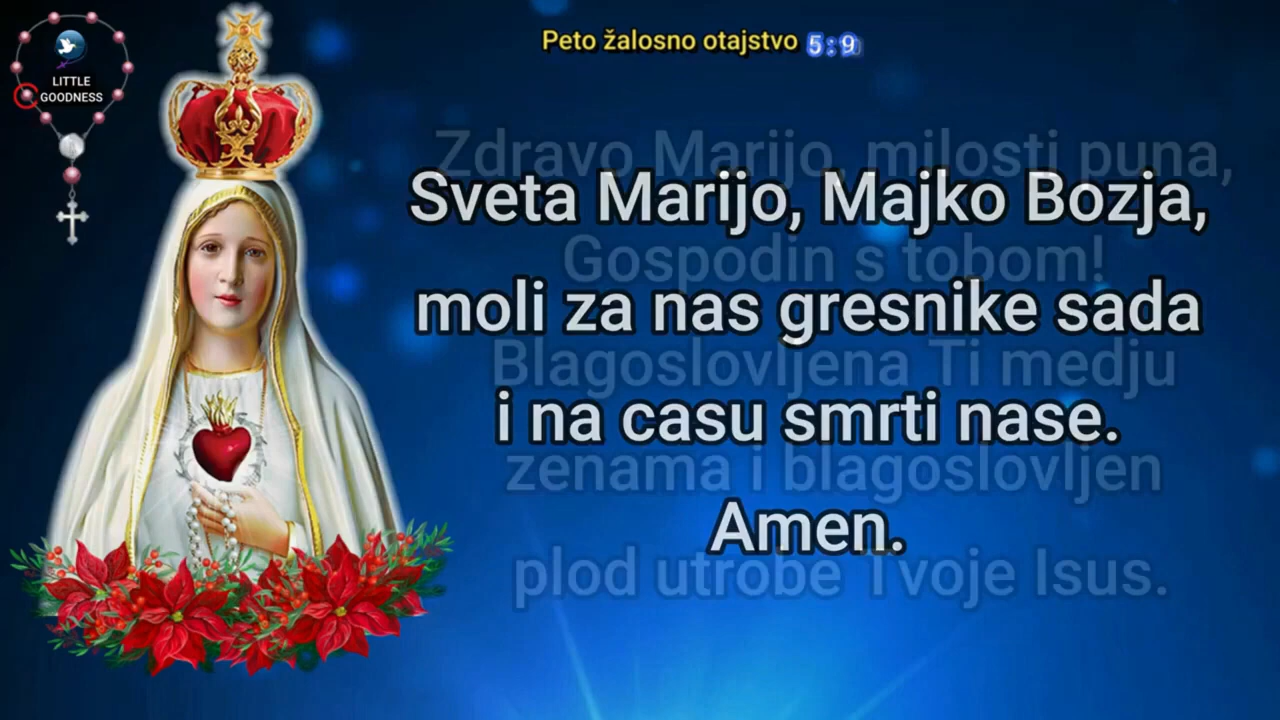 LITTLE
GOODNESS
Peto žalosno otajstvo 5:9
Zdravo Marijo, milosti puna,
Sveta Marijo, Majko Bozja,
Gospodin s tobom!
moli za nas gresnike sada
Blagoslovljena Ti medju
i na casu smrti nase.
zenama i blagoslovljen
Amen.
plod utrobe Tvoje Isus.